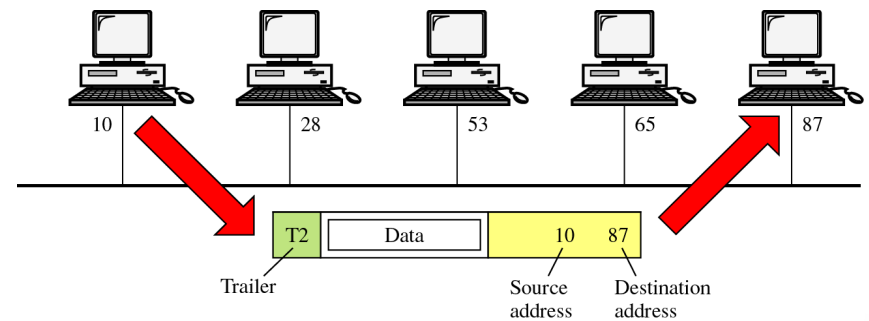 10 28 53 65 87
T2 Data 10 87
Trailer
Source address
Destination address